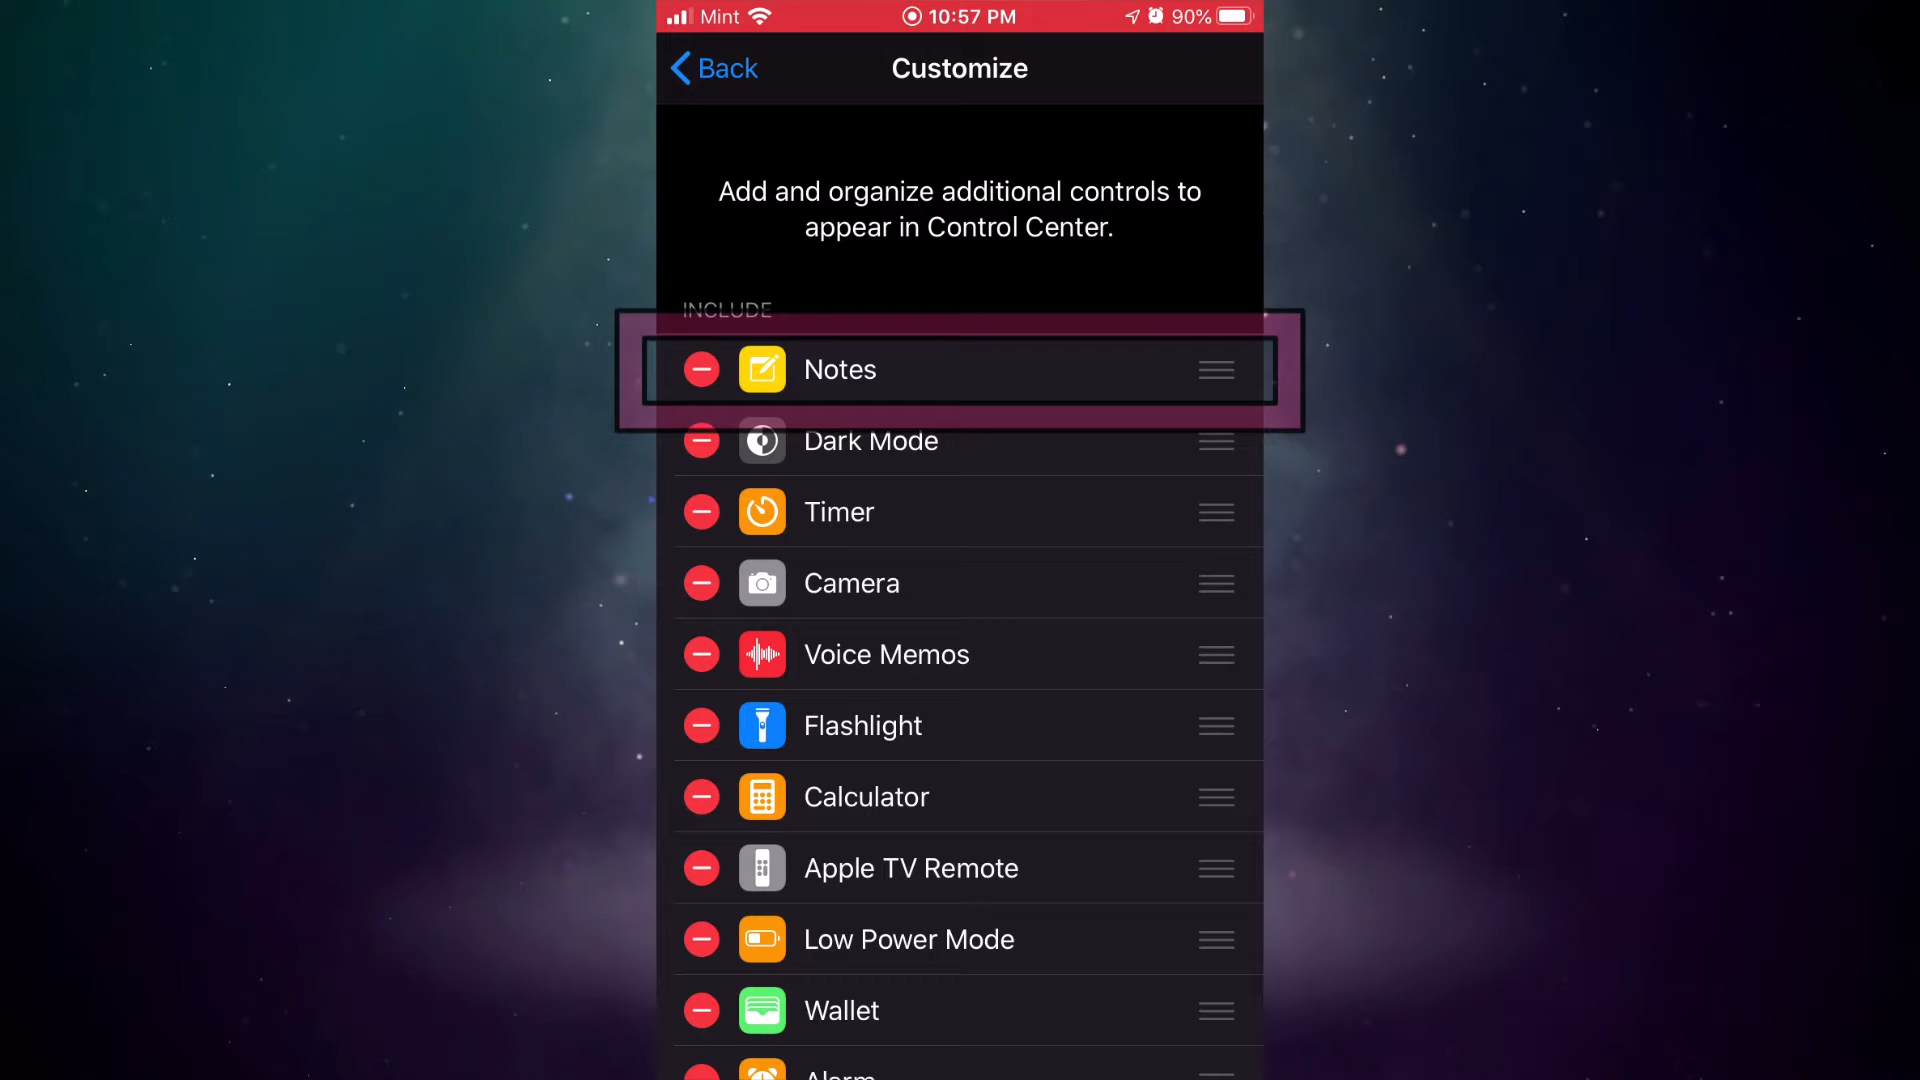 Mint 10:57 PM 90%
Back Customize
Add and organize additional controls to
appear in Control Center.
INCLUDE
Notes
Dark Mode
Timer
Camera
Voice Memos
Flashlight
Calculator
Apple TV Remote
Low Power Mode
Wallet
Alarm